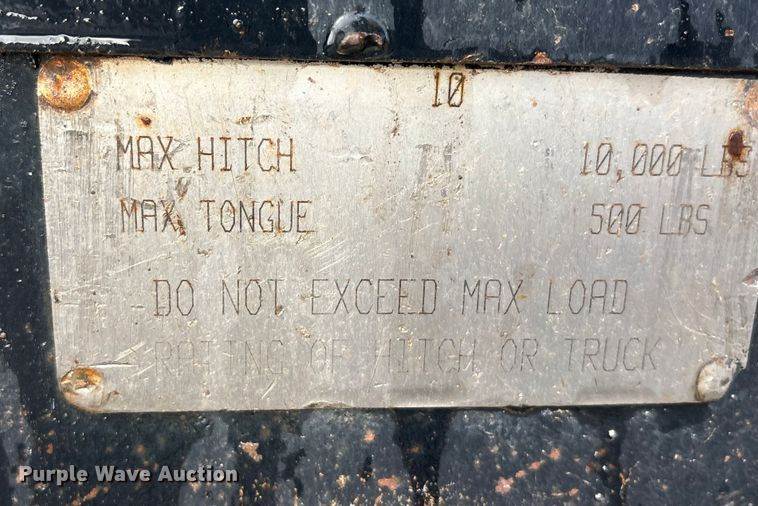 10
MAX HITCH 10,000 LBS
MAX TONGUE 500 LBS
DO NOT EXCEED MAX LOAD
RATING OF HITCH OR TRUCK
Purple Wave Auction